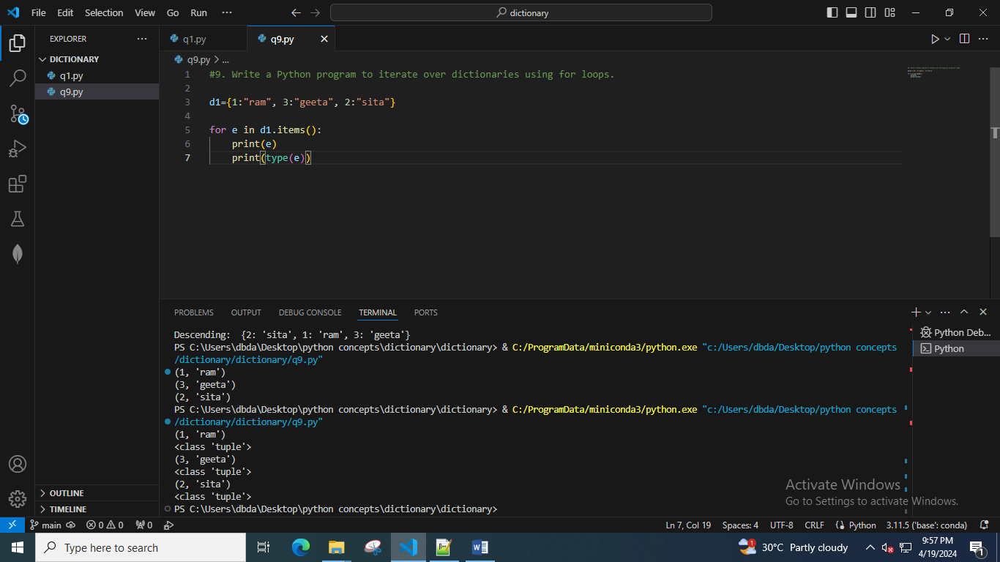 File Edit Selection View Go Run ··· dictionary
EXPLORER ···
DICTIONARY
q1.py
q9.py
OUTLINE
TIMELINE
q1.py q9.py
q9.py > ...
1 #9. Write a Python program to iterate over dictionaries using for loops.
2
3 d1={1:"ram", 3:"geeta", 2:"sita"}
4
5 for e in d1.items():
6     print(e)
7     print(type(e))
PROBLEMS OUTPUT DEBUG CONSOLE TERMINAL PORTS
Python Deb...
Python
Descending:  {2: 'sita', 1: 'ram', 3: 'geeta'}
PS C:\Users\dbda\Desktop\python concepts\dictionary\dictionary> & C:/ProgramData/miniconda3/python.exe "c:/Users/dbda/Desktop/python concepts
/dictionary/dictionary/q9.py"
(1, 'ram')
(3, 'geeta')
(2, 'sita')
PS C:\Users\dbda\Desktop\python concepts\dictionary\dictionary> & C:/ProgramData/miniconda3/python.exe "c:/Users/dbda/Desktop/python concepts
/dictionary/dictionary/q9.py"
(1, 'ram')
<class 'tuple'>
(3, 'geeta')
<class 'tuple'>
(2, 'sita')
<class 'tuple'>
PS C:\Users\dbda\Desktop\python concepts\dictionary\dictionary>
Activate Windows
Go to Settings to activate Windows.
main 0 0 0 Ln 7, Col 19 Spaces: 4 UTF-8 CRLF Python 3.11.5 ('base': conda)
Type here to search 1 30°C Partly cloudy 9:57 PM
4/19/2024 1